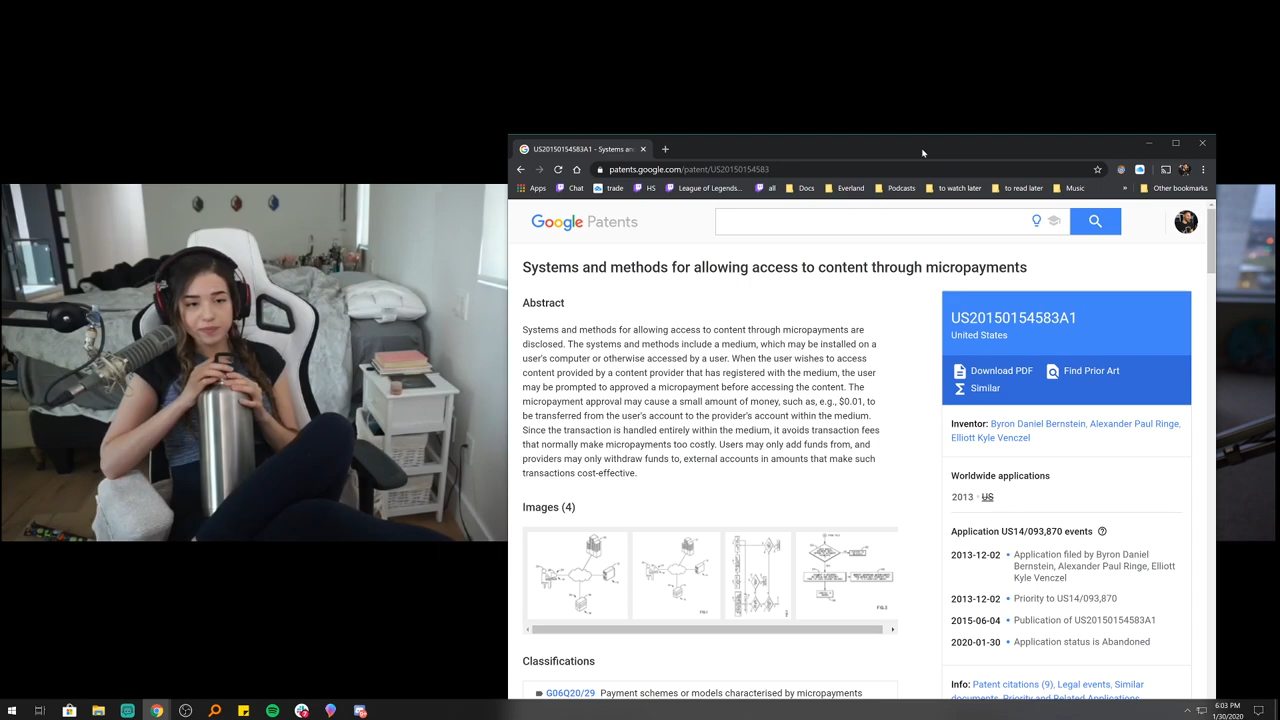 US20150154583A1 - Systems an
patents.google.com/patent/US20150154583
Apps
Chat
trade
HS
League of Legends...
all
Docs
Everland
Podcasts
to watch later
to read later
Music
»
Other bookmarks
Google Patents
Systems and methods for allowing access to content through micropayments
Abstract
Systems and methods for allowing access to content through micropayments are
disclosed. The systems and methods include a medium, which may be installed on a
user's computer or otherwise accessed by a user. When the user wishes to access
content provided by a content provider that has registered with the medium, the user
may be prompted to approved a micropayment before accessing the content. The
micropayment approval may cause a small amount of money, such as, e.g., $0.01, to
be transferred from the user's account to the provider's account within the medium.
Since the transaction is handled entirely within the medium, it avoids transaction fees
that normally make micropayments too costly. Users may only add funds from, and
providers may only withdraw funds to, external accounts in amounts that make such
transactions cost-effective.
Images (4)
Classifications
G06Q20/29 Payment schemes or models characterised by micropayments
US20150154583A1
United States
Download PDF
Find Prior Art
Similar
Inventor: Byron Daniel Bernstein, Alexander Paul Ringe,
Elliott Kyle Venczel
Worldwide applications
2013 US
Application US14/093,870 events
2013-12-02 • Application filed by Byron Daniel
Bernstein, Alexander Paul Ringe, Elliott
Kyle Venczel
2013-12-02 • Priority to US14/093,870
2015-06-04 • Publication of US20150154583A1
2020-01-30 • Application status is Abandoned
Info: Patent citations (9), Legal events, Similar
documents, Priority and Related Applications
6:03 PM
1/30/2020